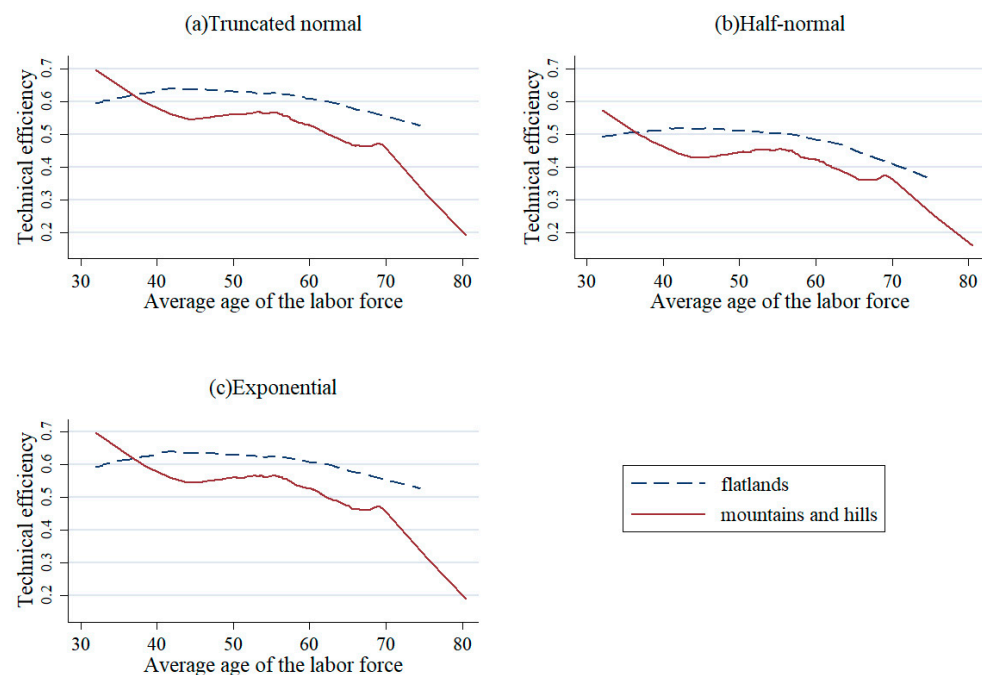 (a)Truncated normal
Technical efficiency
0.7
0.6
0.5
0.4
0.3
0.2
30 40 50 60 70 80
Average age of the labor force
(b)Half-normal
Technical efficiency
0.7
0.6
0.5
0.4
0.3
0.2
30 40 50 60 70 80
Average age of the labor force
(c)Exponential
Technical efficiency
0.7
0.6
0.5
0.4
0.3
0.2
30 40 50 60 70 80
Average age of the labor force
flatlands
mountains and hills